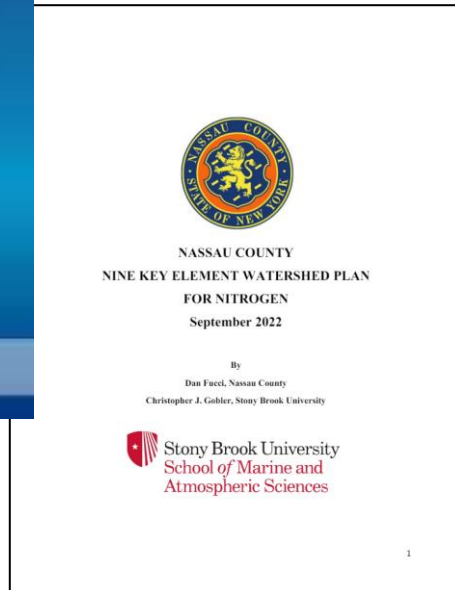 NASSAU COUNTY
STATE OF NEW YORK
NASSAU COUNTY
NINE KEY ELEMENT WATERSHED PLAN
FOR NITROGEN
September 2022
By
Dan Fucci, Nassau County
Christopher J. Gobler, Stony Brook University
Stony Brook University
School of Marine and
Atmospheric Sciences
1